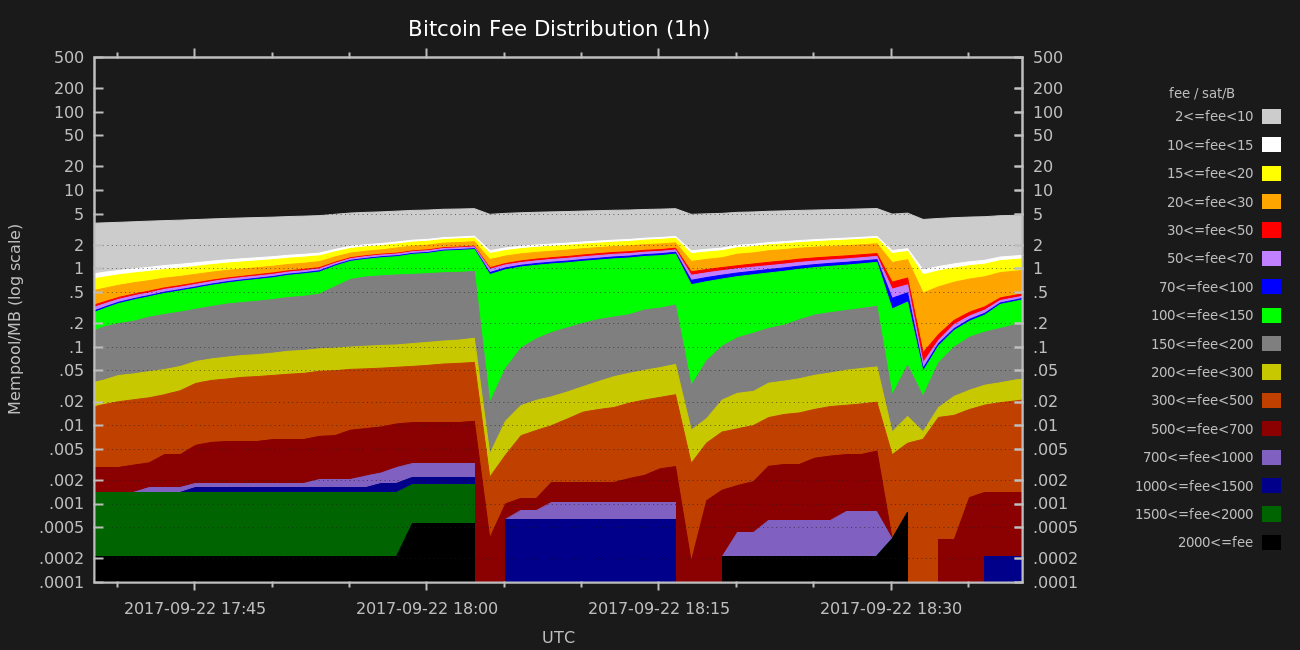 Bitcoin Fee Distribution (1h)
500 500
200 200
100 100
50 50
20 20
10 10
5 5
2 2
1 1
.5 .5
.2 .2
.1 .1
.05 .05
.02 .02
.01 .01
.005 .005
.002 .002
.001 .001
.0005 .0005
.0002 .0002
.0001 .0001
Mempool/MB (log scale)
2017-09-22 17:45 2017-09-22 18:00 2017-09-22 18:15 2017-09-22 18:30
UTC
fee / sat/B
2<=fee<10
10<=fee<15
15<=fee<20
20<=fee<30
30<=fee<50
50<=fee<70
70<=fee<100
100<=fee<150
150<=fee<200
200<=fee<300
300<=fee<500
500<=fee<700
700<=fee<1000
1000<=fee<1500
1500<=fee<2000
2000<=fee